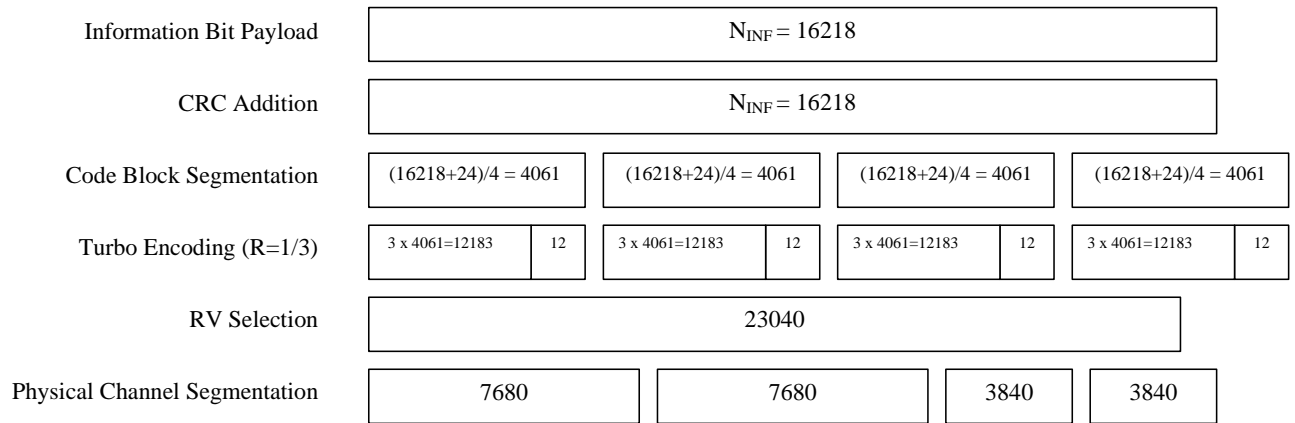 Information Bit Payload NINF = 16218
CRC Addition NINF = 16218
Code Block Segmentation (16218+24)/4 = 4061 (16218+24)/4 = 4061 (16218+24)/4 = 4061 (16218+24)/4 = 4061
Turbo Encoding (R=1/3) 3 x 4061=12183 12 3 x 4061=12183 12 3 x 4061=12183 12 3 x 4061=12183 12
RV Selection 23040
Physical Channel Segmentation 7680 7680 3840 3840